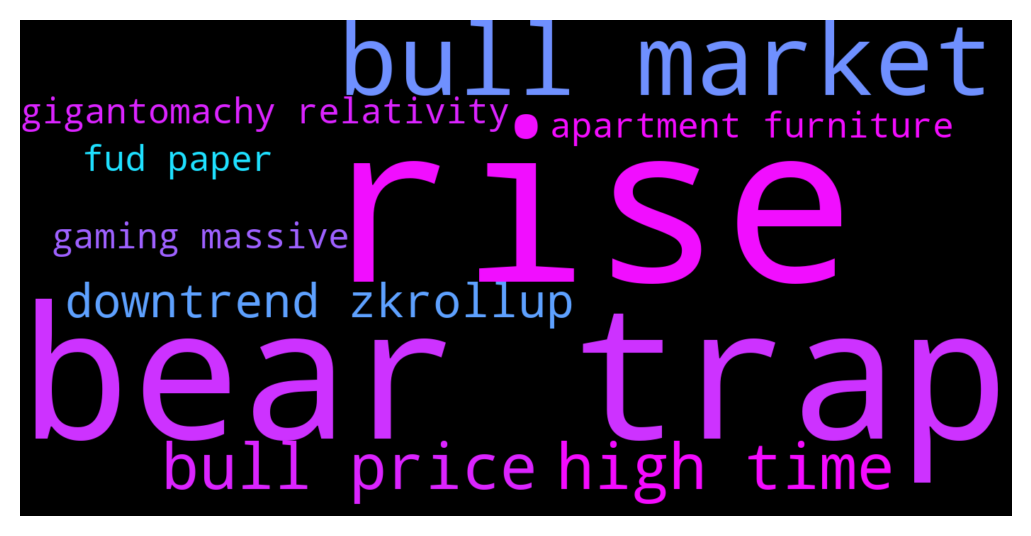 bull market
gigantomachy relativity
apartment furniture
fud paper
rise
gaming massive
downtrend zkrollup
bear trap
bull price
high time